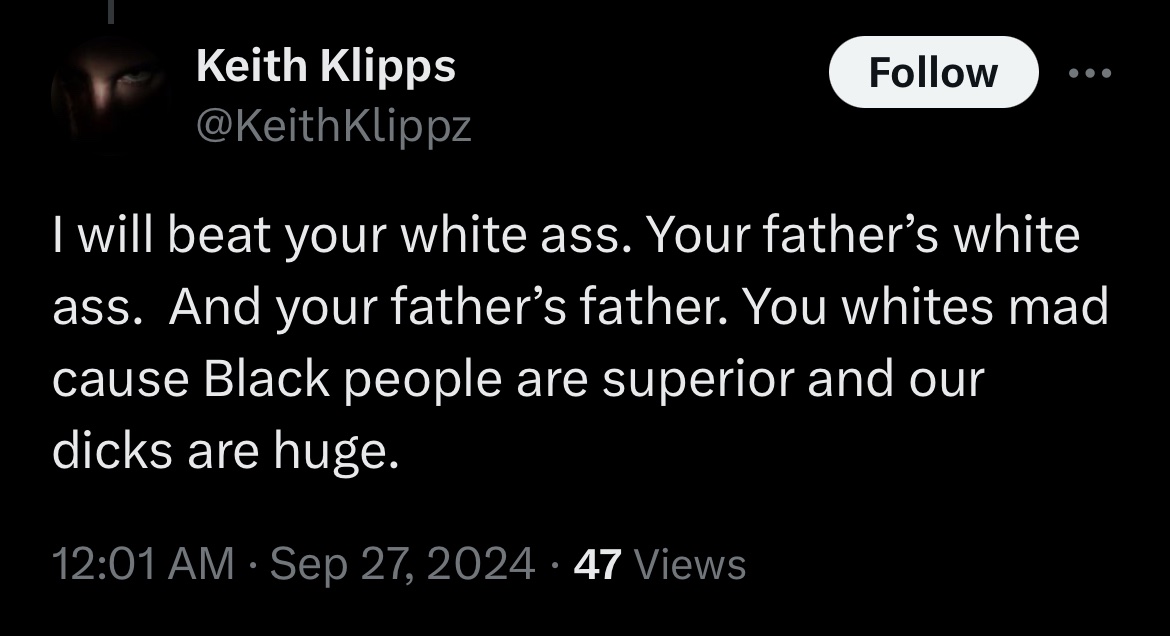 Keith Klipps
@KeithKlippz
Follow
I will beat your white ass. Your father’s white
ass.  And your father’s father. You whites mad
cause Black people are superior and our
dicks are huge.
12:01 AM · Sep 27, 2024 · 47 Views